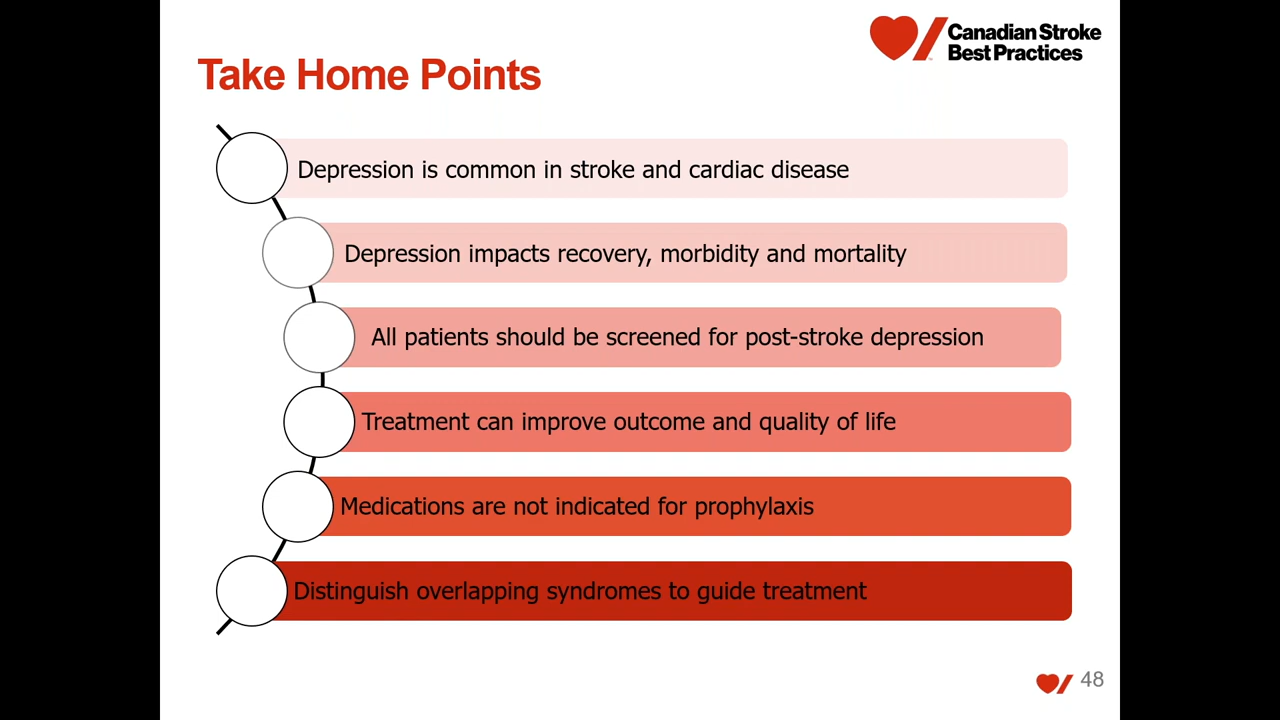 Canadian Stroke
Best Practices
Take Home Points
Depression is common in stroke and cardiac disease
Depression impacts recovery, morbidity and mortality
All patients should be screened for post-stroke depression
Treatment can improve outcome and quality of life
Medications are not indicated for prophylaxis
Distinguish overlapping syndromes to guide treatment
48